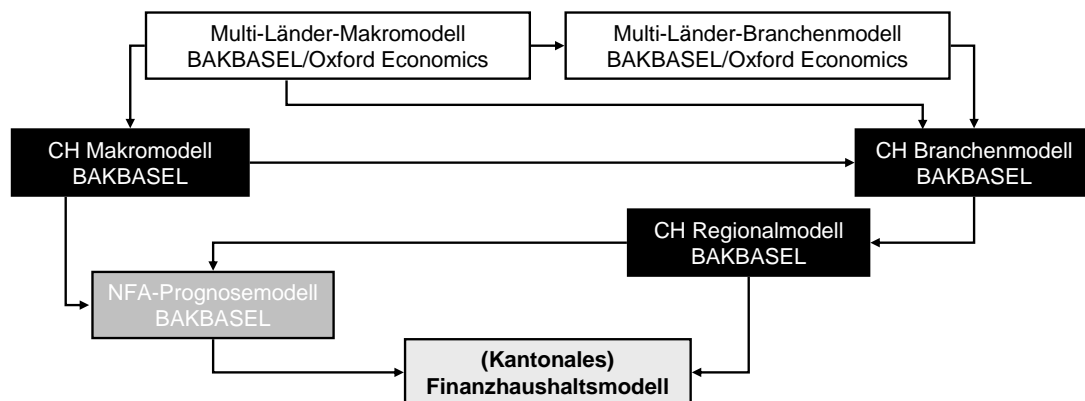 Multi-Länder-Makromodell
BAKBASEL/Oxford Economics
Multi-Länder-Branchenmodell
BAKBASEL/Oxford Economics
CH Makromodell
BAKBASEL
CH Branchenmodell
BAKBASEL
CH Regionalmodell
BAKBASEL
NFA-Prognosemodell
BAKBASEL
(Kantonales)
Finanzhaushaltsmodell